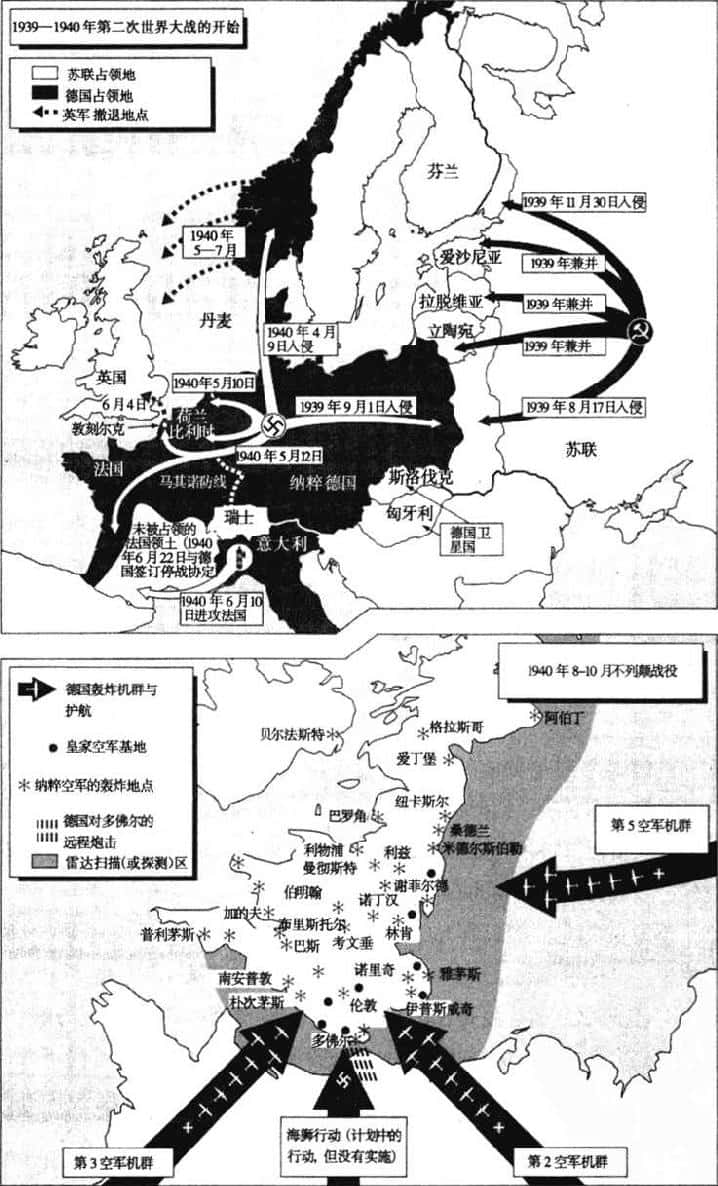 1939—1940年第二次世界大战的开始
苏联占领地
德国占领地
英军 撤退地点
芬兰
1939 年 11 月 30 日入侵
1940年
5—7月
爱沙尼亚
1939 年兼并
拉脱维亚
1939 年兼并
丹麦
立陶宛
1940 年 4 月
9日入侵
1939 年兼并
英国
1940年5月10日
6月4日
荷兰
比利时
1939 年 9 月 1 日入侵
1939 年 8 月 17 日入侵
敦刻尔克
法国
1940 年 5 月 12 日
苏联
马其诺防线
纳粹德国
斯洛伐克
瑞士
匈牙利
未被占领的
法国领土（1940
年6月22日与德
国签订停战协定
意大利
德国卫
星国
1940 年 6 月 10
日进攻法国
1940 年 8-10 月不列颠战役
德国轰炸机群与
护航
皇家空军基地
纳粹空军的轰炸地点
德国对多佛尔的
远程炮击
雷达扫描(或探测)区
阿伯丁
贝尔法斯特
格拉斯哥
爱丁堡
纽卡斯尔
巴罗角
桑德兰
米德尔斯伯勒
第 5 空军机群
利物浦
利兹
曼彻斯特
谢菲尔德
伯明翰
诺丁汉
加的夫
布里斯托尔
林肯
普利茅斯
巴斯
考文垂
诺里奇
雅茅斯
南安普敦
朴次茅斯
伦敦
伊普斯威奇
多佛尔
海狮行动（计划中的
行动, 但没有实施）
第 3 空军机群
第 2 空军机群